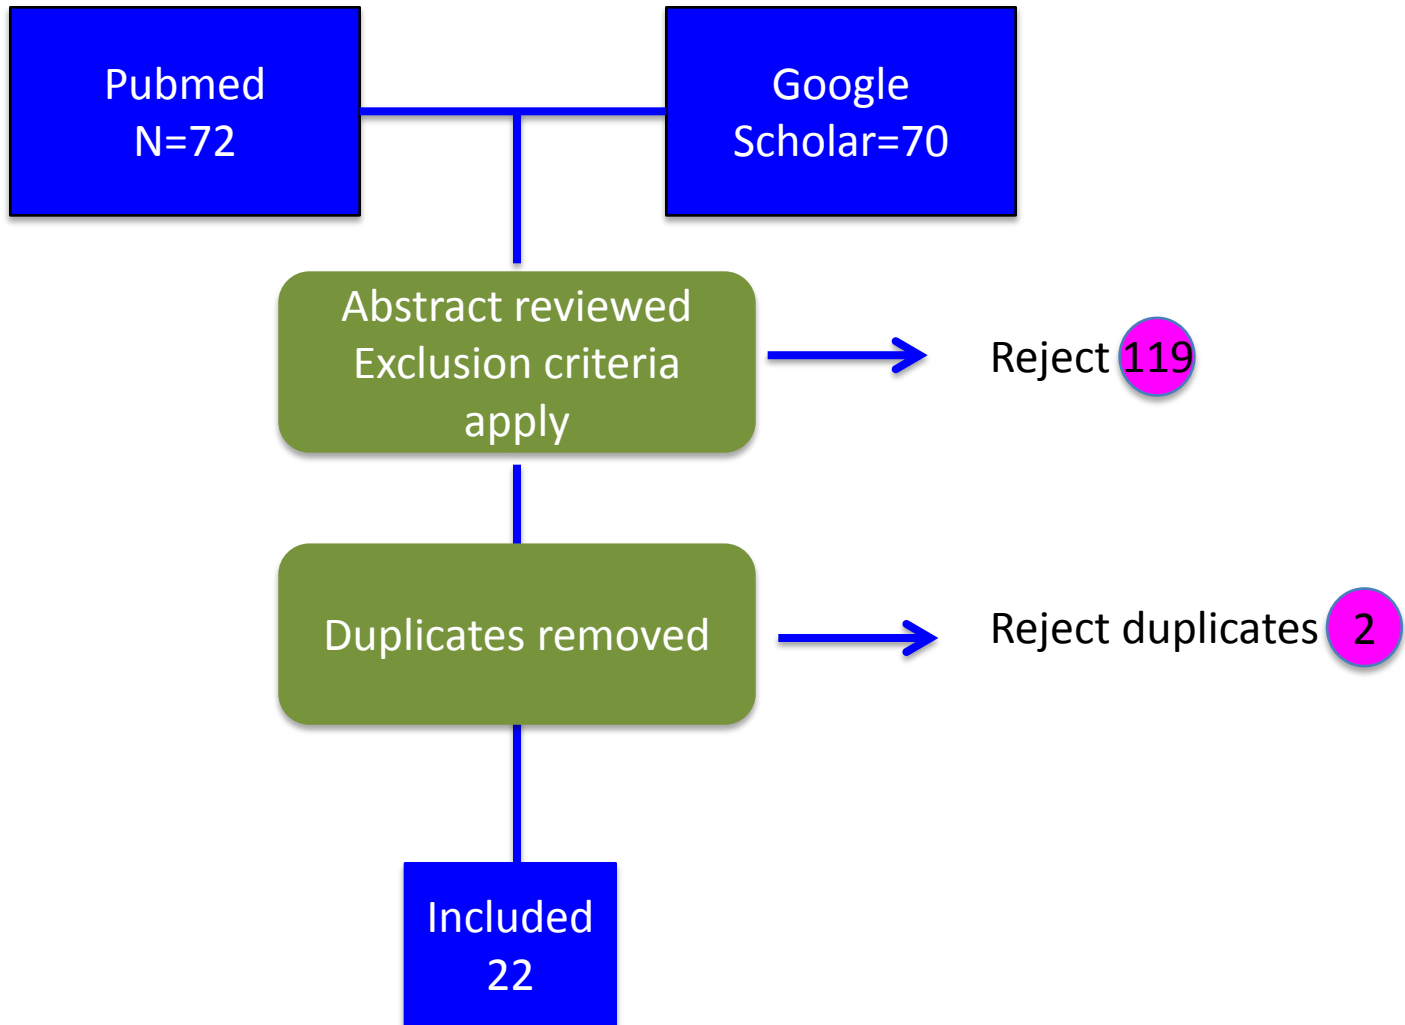 Pubmed
N=72
Google
Scholar=70
Abstract reviewed
Exclusion criteria
apply
Reject 119
Duplicates removed
Reject duplicates 2
Included
22